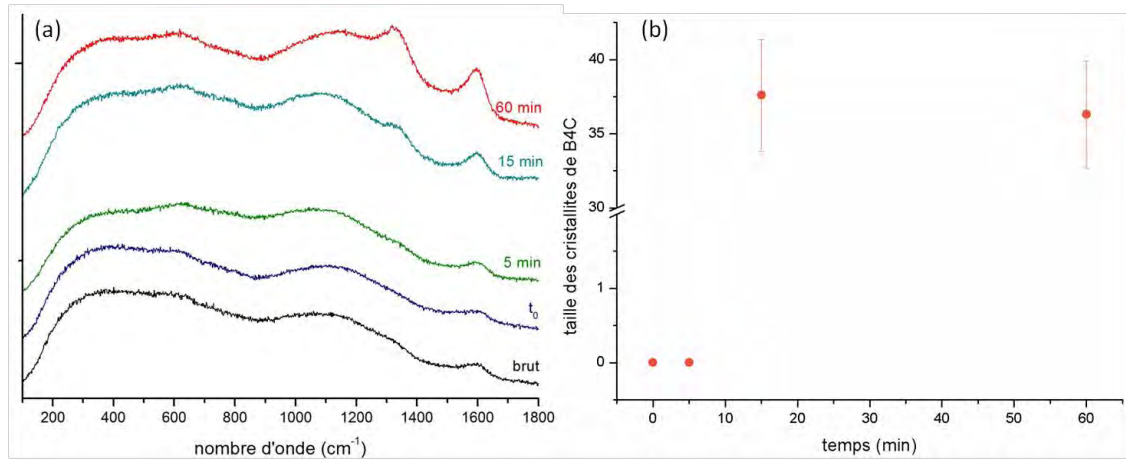 (a)
60 min
15 min
5 min
t₀
brut
200 400 600 800 1000 1200 1400 1600 1800
nombre d'onde (cm⁻¹)
(b)
taille des cristallites de B4C
40
35
30
1
0
0 10 20 30 40 50 60
temps (min)